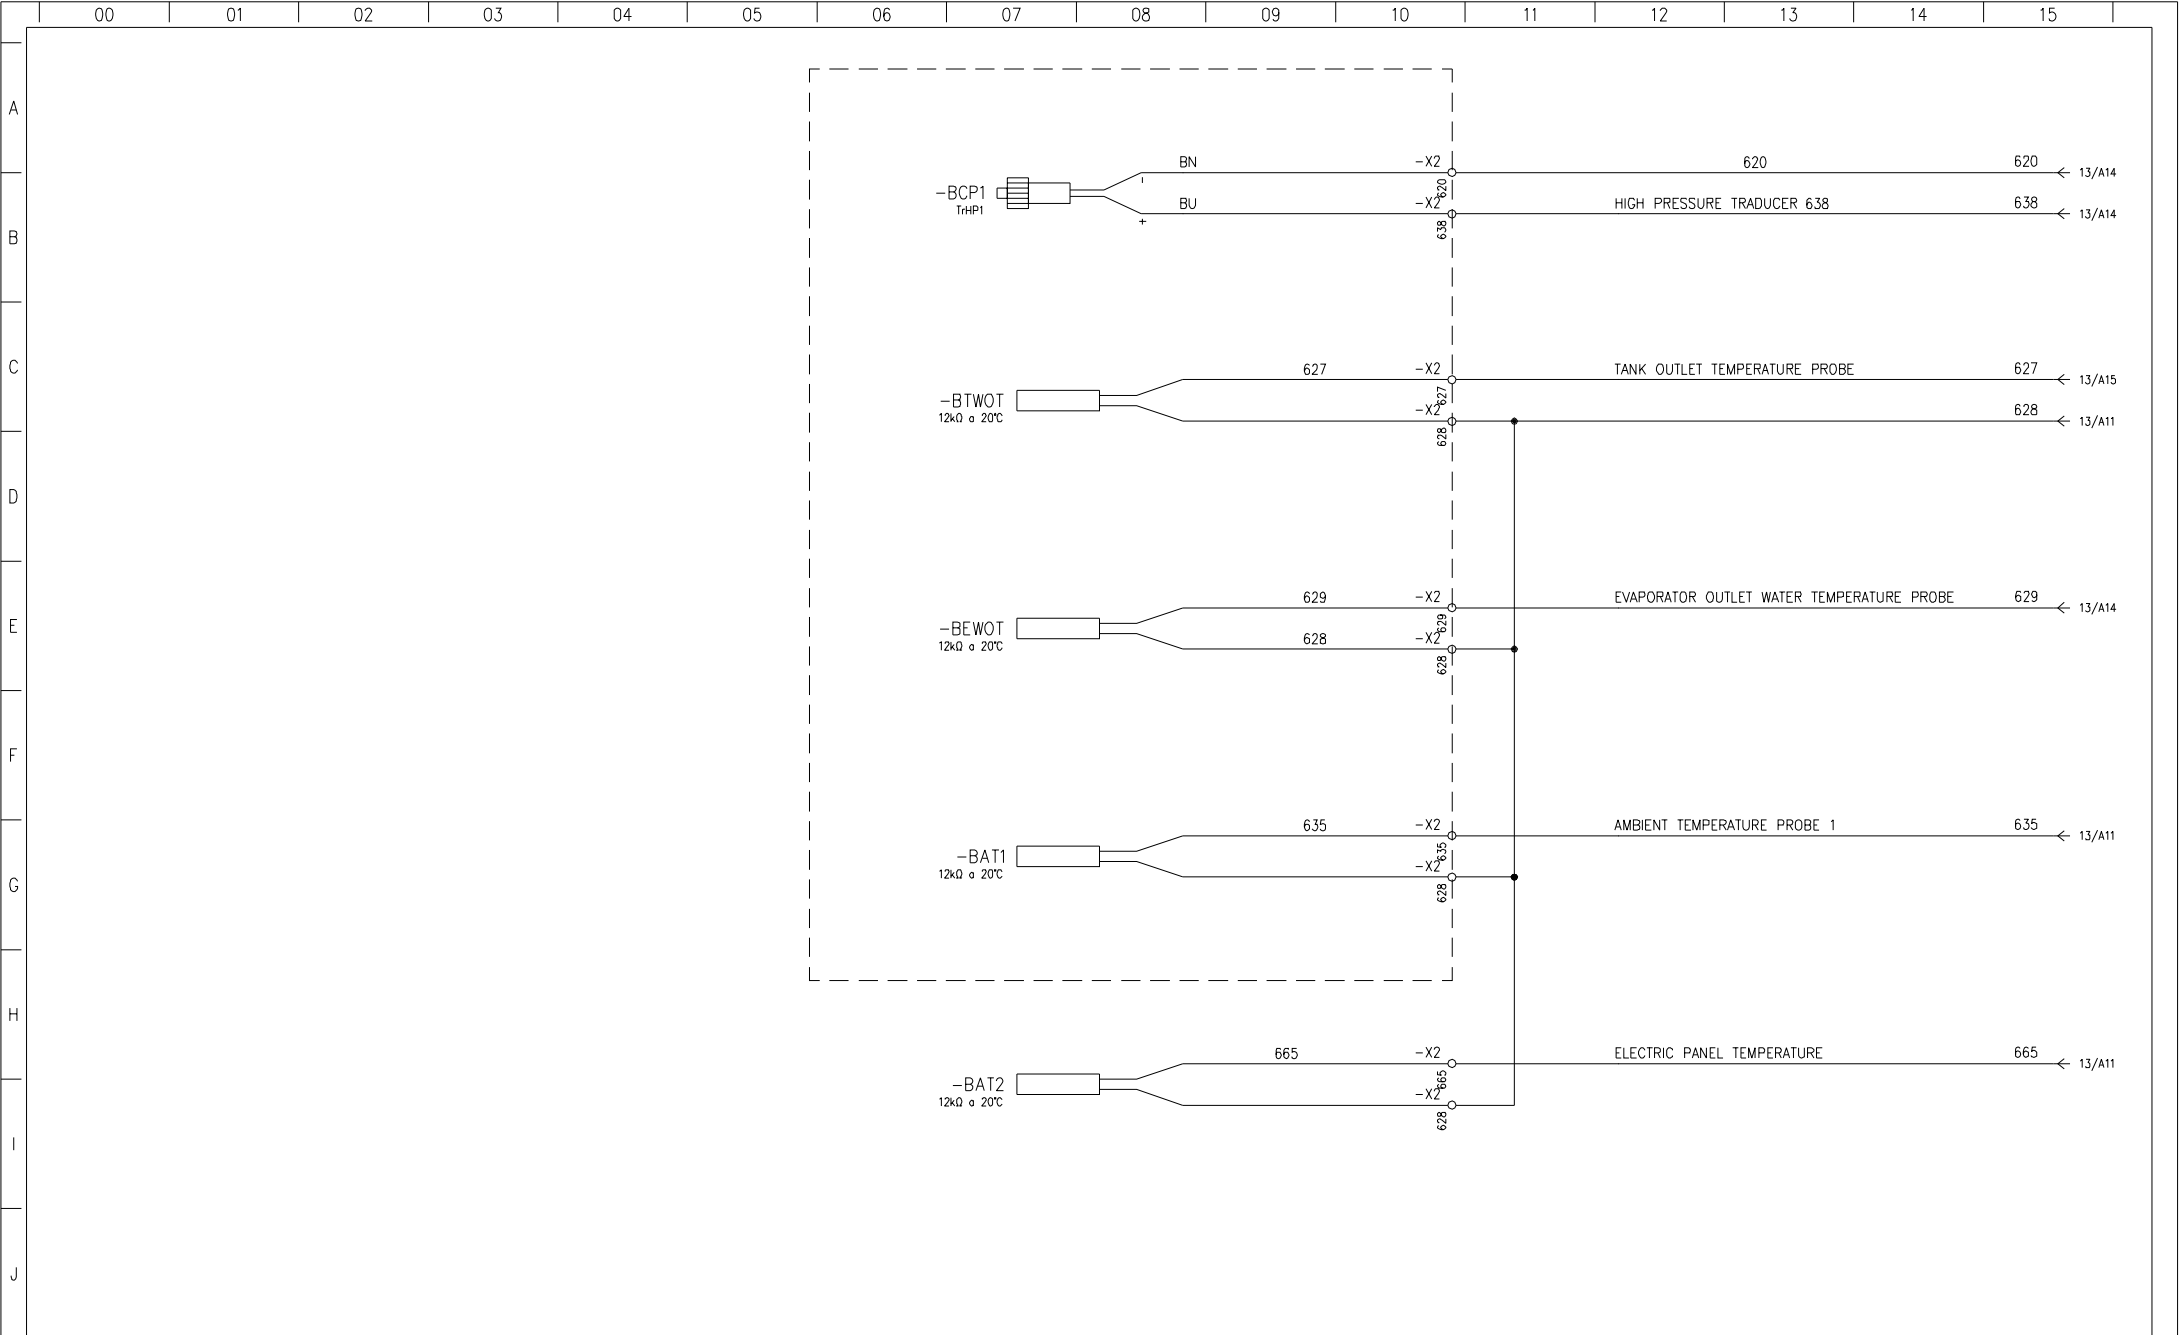 00 01 02 03 04 05 06 07 08 09 10 11 12 13 14 15
A
BN -X2 620 620 13/A14
-BCP1 - 620
TrHP1 BU -X2 HIGH PRESSURE TRADUCER 638 638 13/A14
+ 638
B
C
627 -X2 TANK OUTLET TEMPERATURE PROBE 627 13/A15
-BTWOT 627
12kΩ a 20°C -X2 628 13/A11
628
D
629 -X2 EVAPORATOR OUTLET WATER TEMPERATURE PROBE 629 13/A14
E
-BEWOT 629
12kΩ a 20°C 628 -X2
628
F
635 -X2 AMBIENT TEMPERATURE PROBE 1 635 13/A11
-BAT1 635
12kΩ a 20°C -X2
G
628
H
665 -X2 ELECTRIC PANEL TEMPERATURE 665 13/A11
-BAT2 665
12kΩ a 20°C -X2
628
I
J